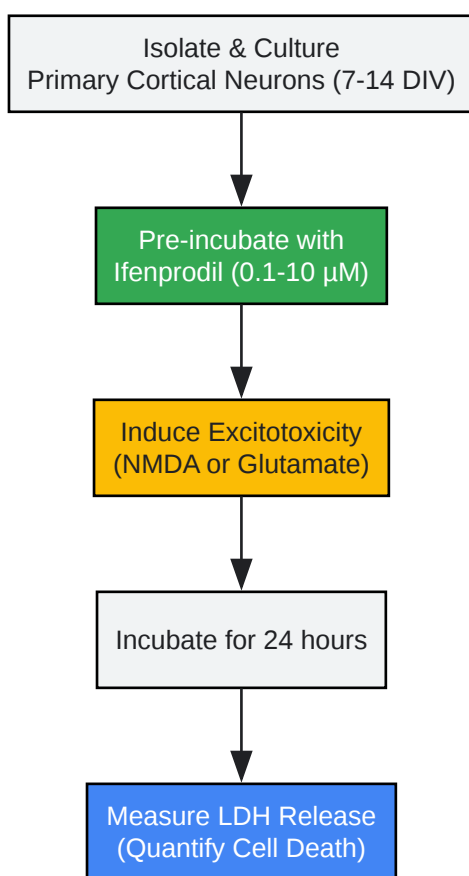 Isolate & Culture
Primary Cortical Neurons (7-14 DIV)
Pre-incubate with
Ifenprodil (0.1-10 µM)
Induce Excitotoxicity
(NMDA or Glutamate)
Incubate for 24 hours
Measure LDH Release
(Quantify Cell Death)